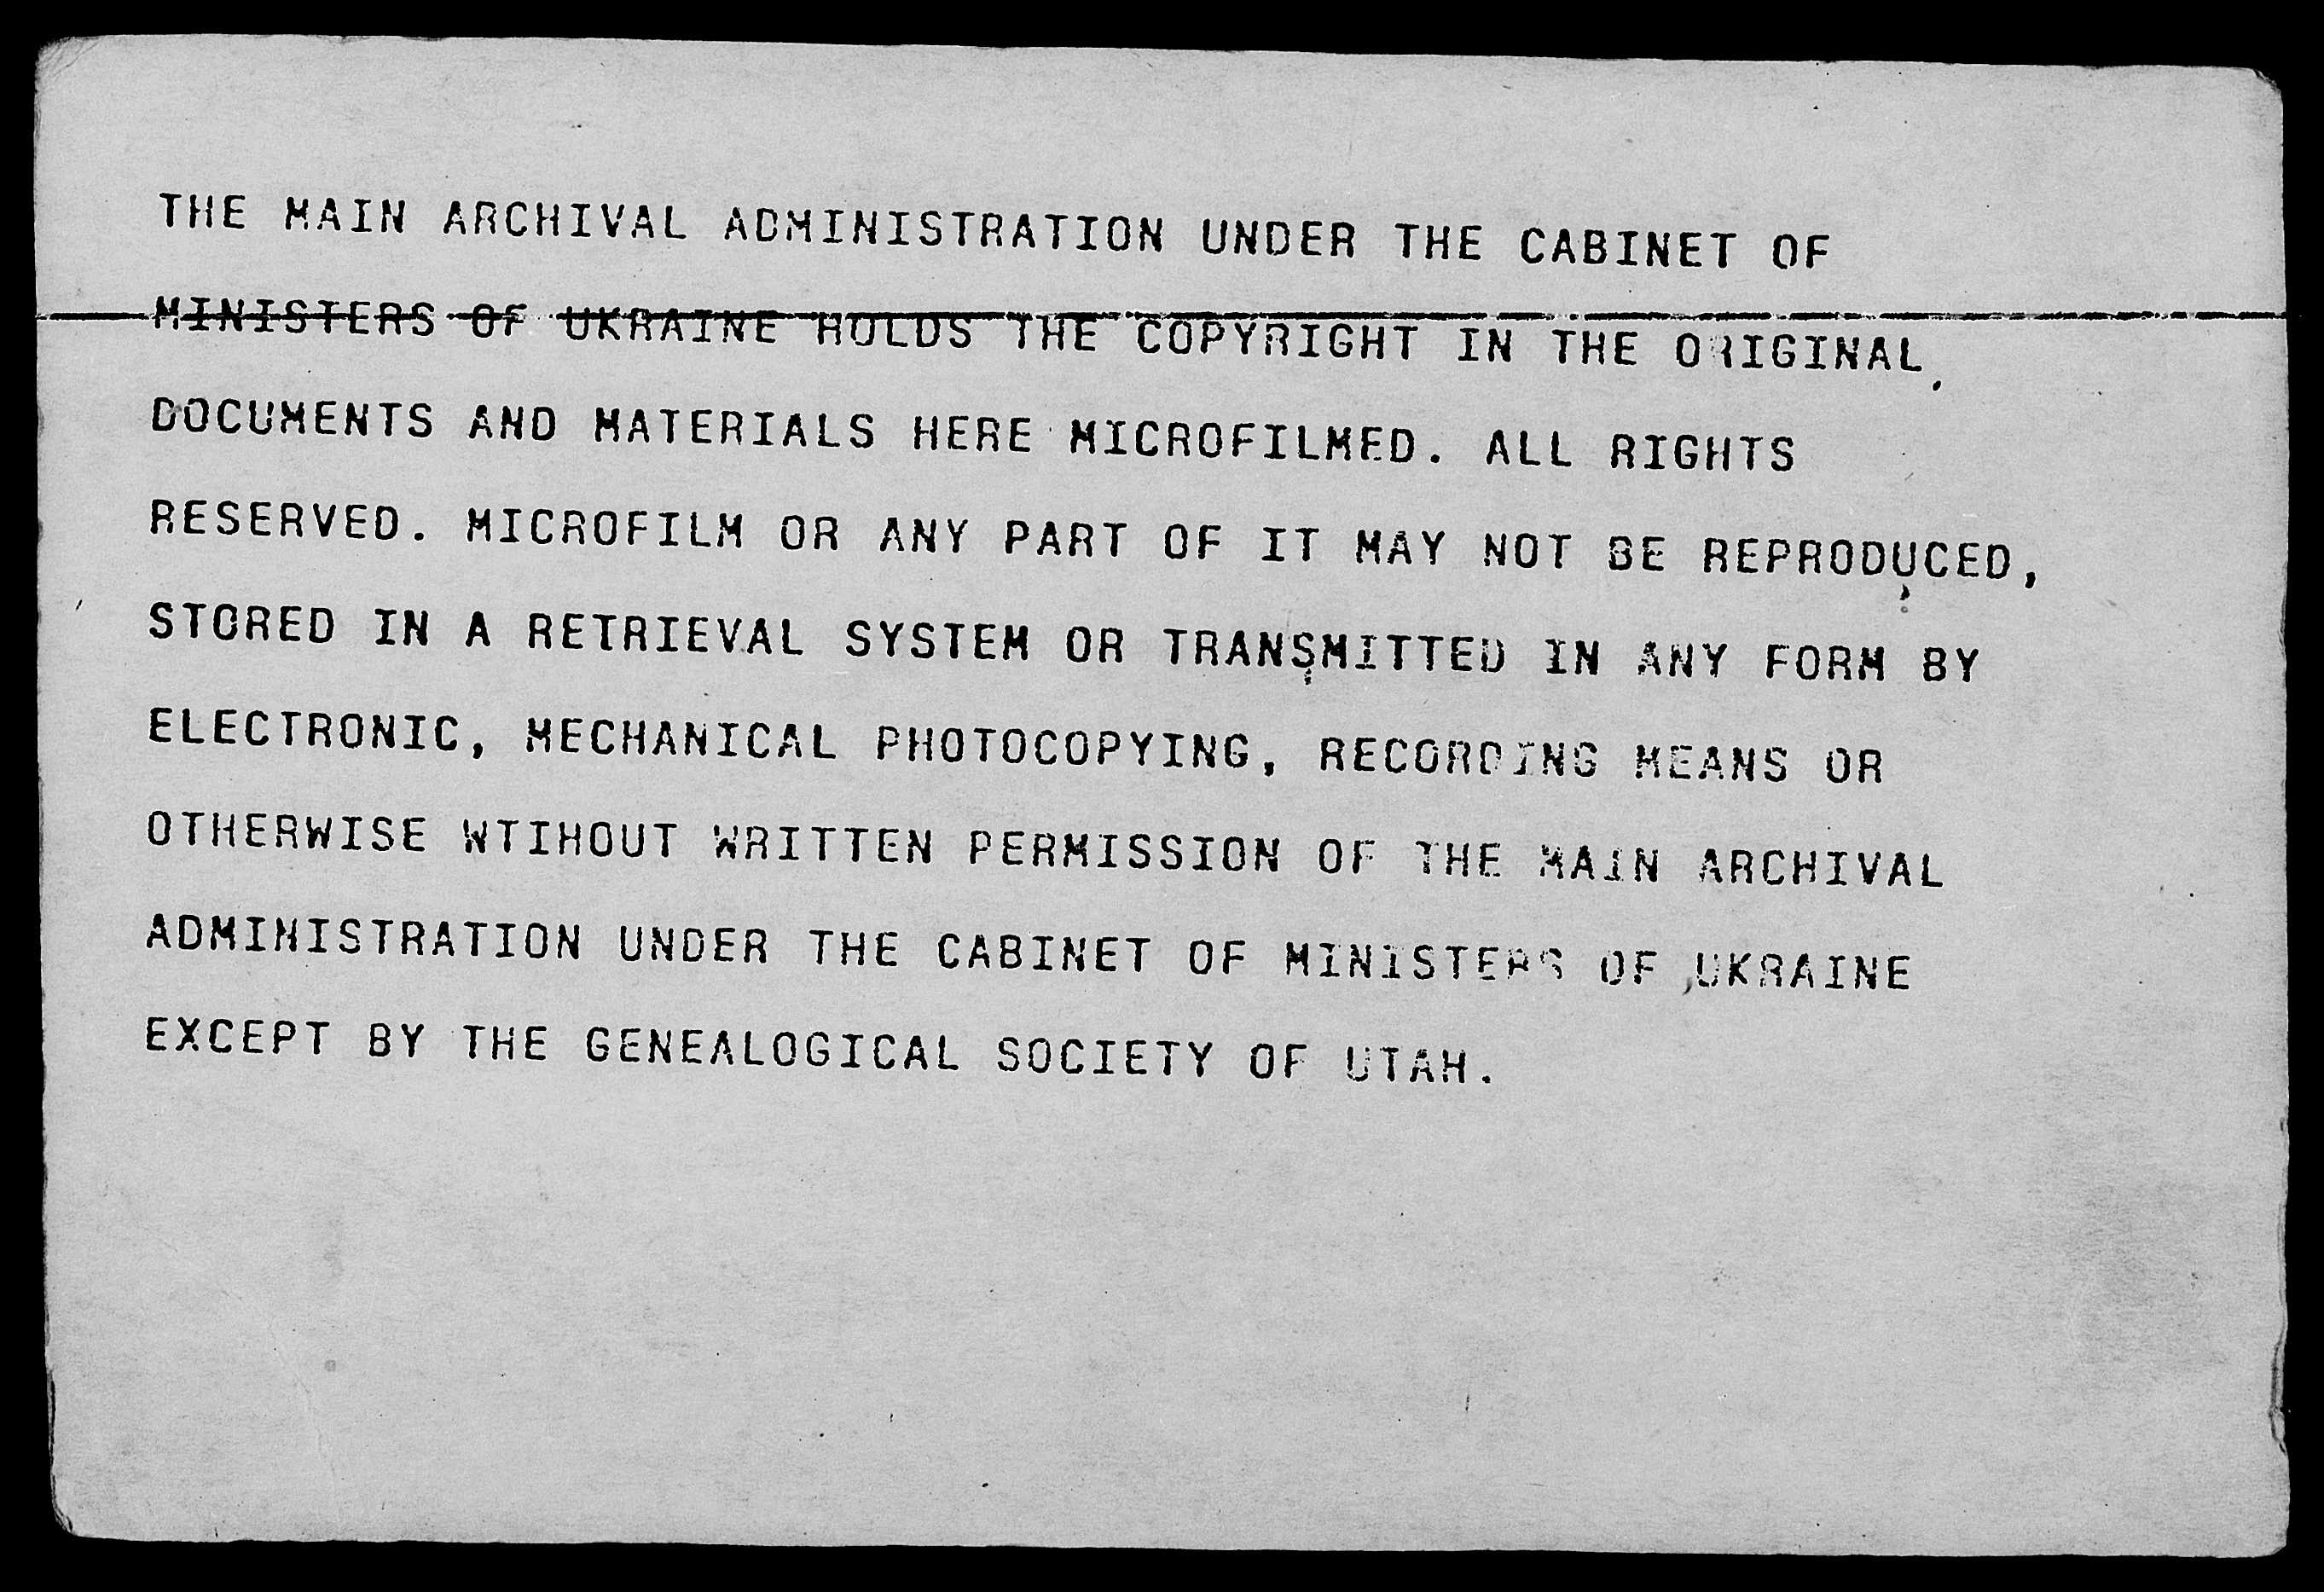 THE MAIN ARCHIVAL ADMINISTRATION UNDER THE CABINET OF
MINISTERS OF UKRAINE HOLDS THE COPYRIGHT IN THE ORIGINAL
DOCUMENTS AND MATERIALS HERE MICROFILMED. ALL RIGHTS
RESERVED. MICROFILM OR ANY PART OF IT MAY NOT BE REPRODUCED,
STORED IN A RETRIEVAL SYSTEM OR TRANSMITTED IN ANY FORM BY
ELECTRONIC, MECHANICAL PHOTOCOPYING, RECORDING MEANS OR
OTHERWISE WTIHOUT WRITTEN PERMISSION OF THE MAIN ARCHIVAL
ADMINISTRATION UNDER THE CABINET OF MINISTERS OF UKRAINE
EXCEPT BY THE GENEALOGICAL SOCIETY OF UTAH.